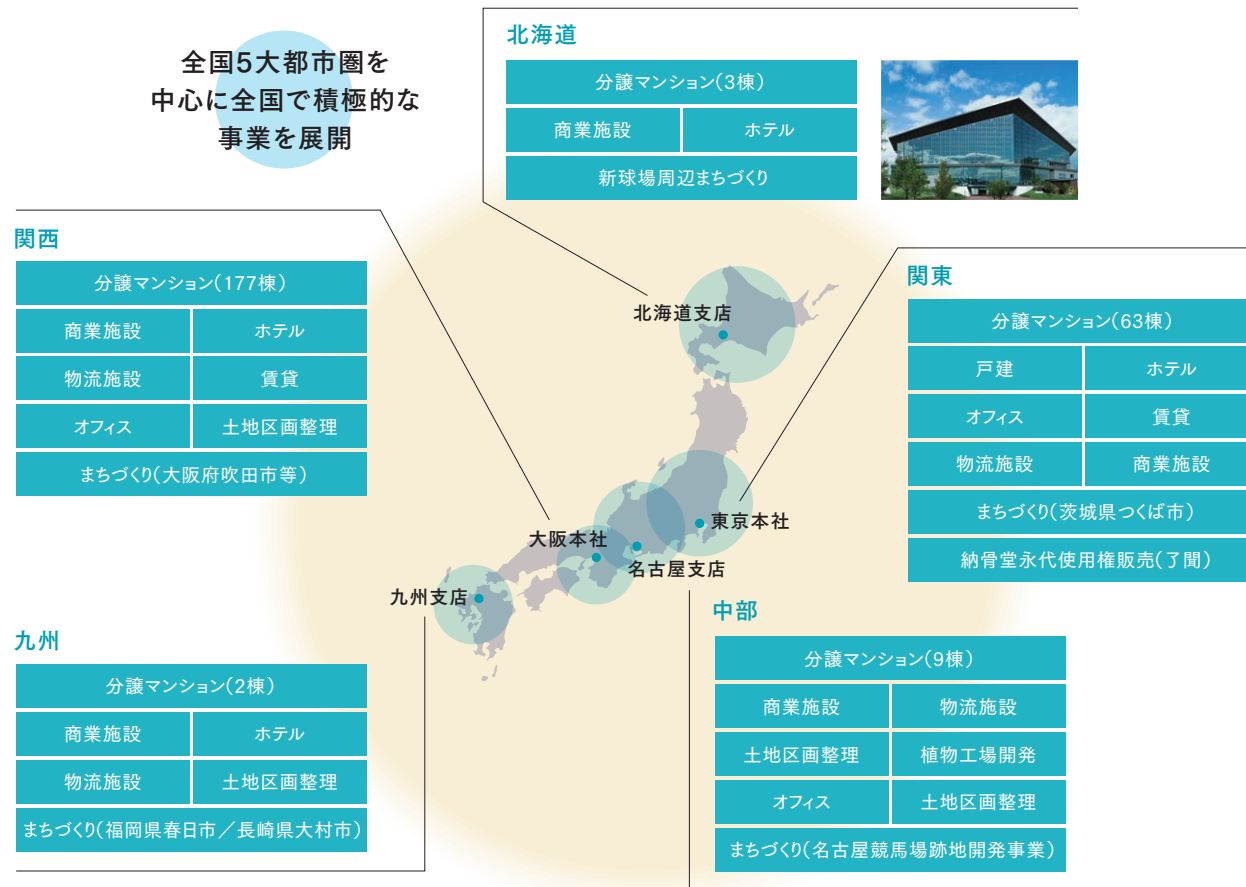 全国5大都市圏を
中心に全国で積極的な
事業を展開
北海道
分譲マンション(3棟)
商業施設 ホテル
新球場周辺まちづくり
関西
分譲マンション(177棟)
商業施設 ホテル
物流施設 賃貸
オフィス 土地区画整理
まちづくり(大阪府吹田市等)
関東
分譲マンション(63棟)
戸建 ホテル
オフィス 賃貸
物流施設 商業施設
まちづくり(茨城県つくば市)
納骨堂永代使用権販売(了聞)
北海道支店
東京本社
大阪本社
名古屋支店
九州支店
九州
分譲マンション(2棟)
商業施設 ホテル
物流施設 土地区画整理
まちづくり(福岡県春日市／長崎県大村市)
中部
分譲マンション(9棟)
商業施設 物流施設
土地区画整理 植物工場開発
オフィス 土地区画整理
まちづくり(名古屋競馬場跡地開発事業)